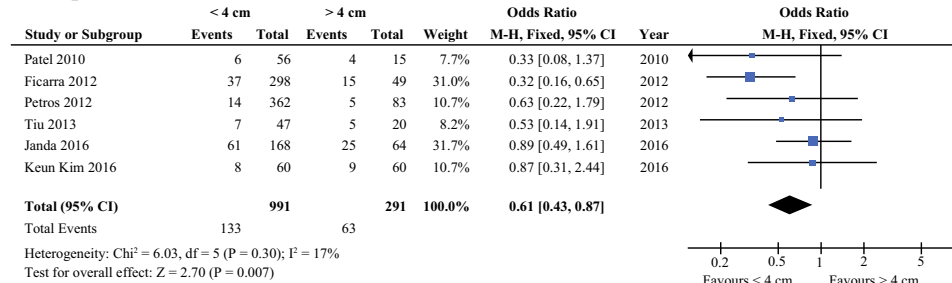 < 4 cm > 4 cm Odds Ratio Odds Ratio
Study or Subgroup Events Total Events Total Weight M-H, Fixed, 95% CI Year M-H, Fixed, 95% CI
Patel 2010 6 56 4 15 7.7% 0.33 [0.08, 1.37] 2010
Ficarra 2012 37 298 15 49 31.0% 0.32 [0.16, 0.65] 2012
Petros 2012 14 362 5 83 10.7% 0.63 [0.22, 1.79] 2012
Tiu 2013 7 47 5 20 8.2% 0.53 [0.14, 1.91] 2013
Janda 2016 61 168 25 64 31.7% 0.89 [0.49, 1.61] 2016
Keun Kim 2016 8 60 9 60 10.7% 0.87 [0.31, 2.44] 2016
Total (95% CI) 991 291 100.0% 0.61 [0.43, 0.87]
Total Events 133 63
Heterogeneity: Chi² = 6.03, df = 5 (P = 0.30); I² = 17%
Test for overall effect: Z = 2.70 (P = 0.007)
0.2 0.5 1 2 5
Favours < 4 cm Favours > 4 cm